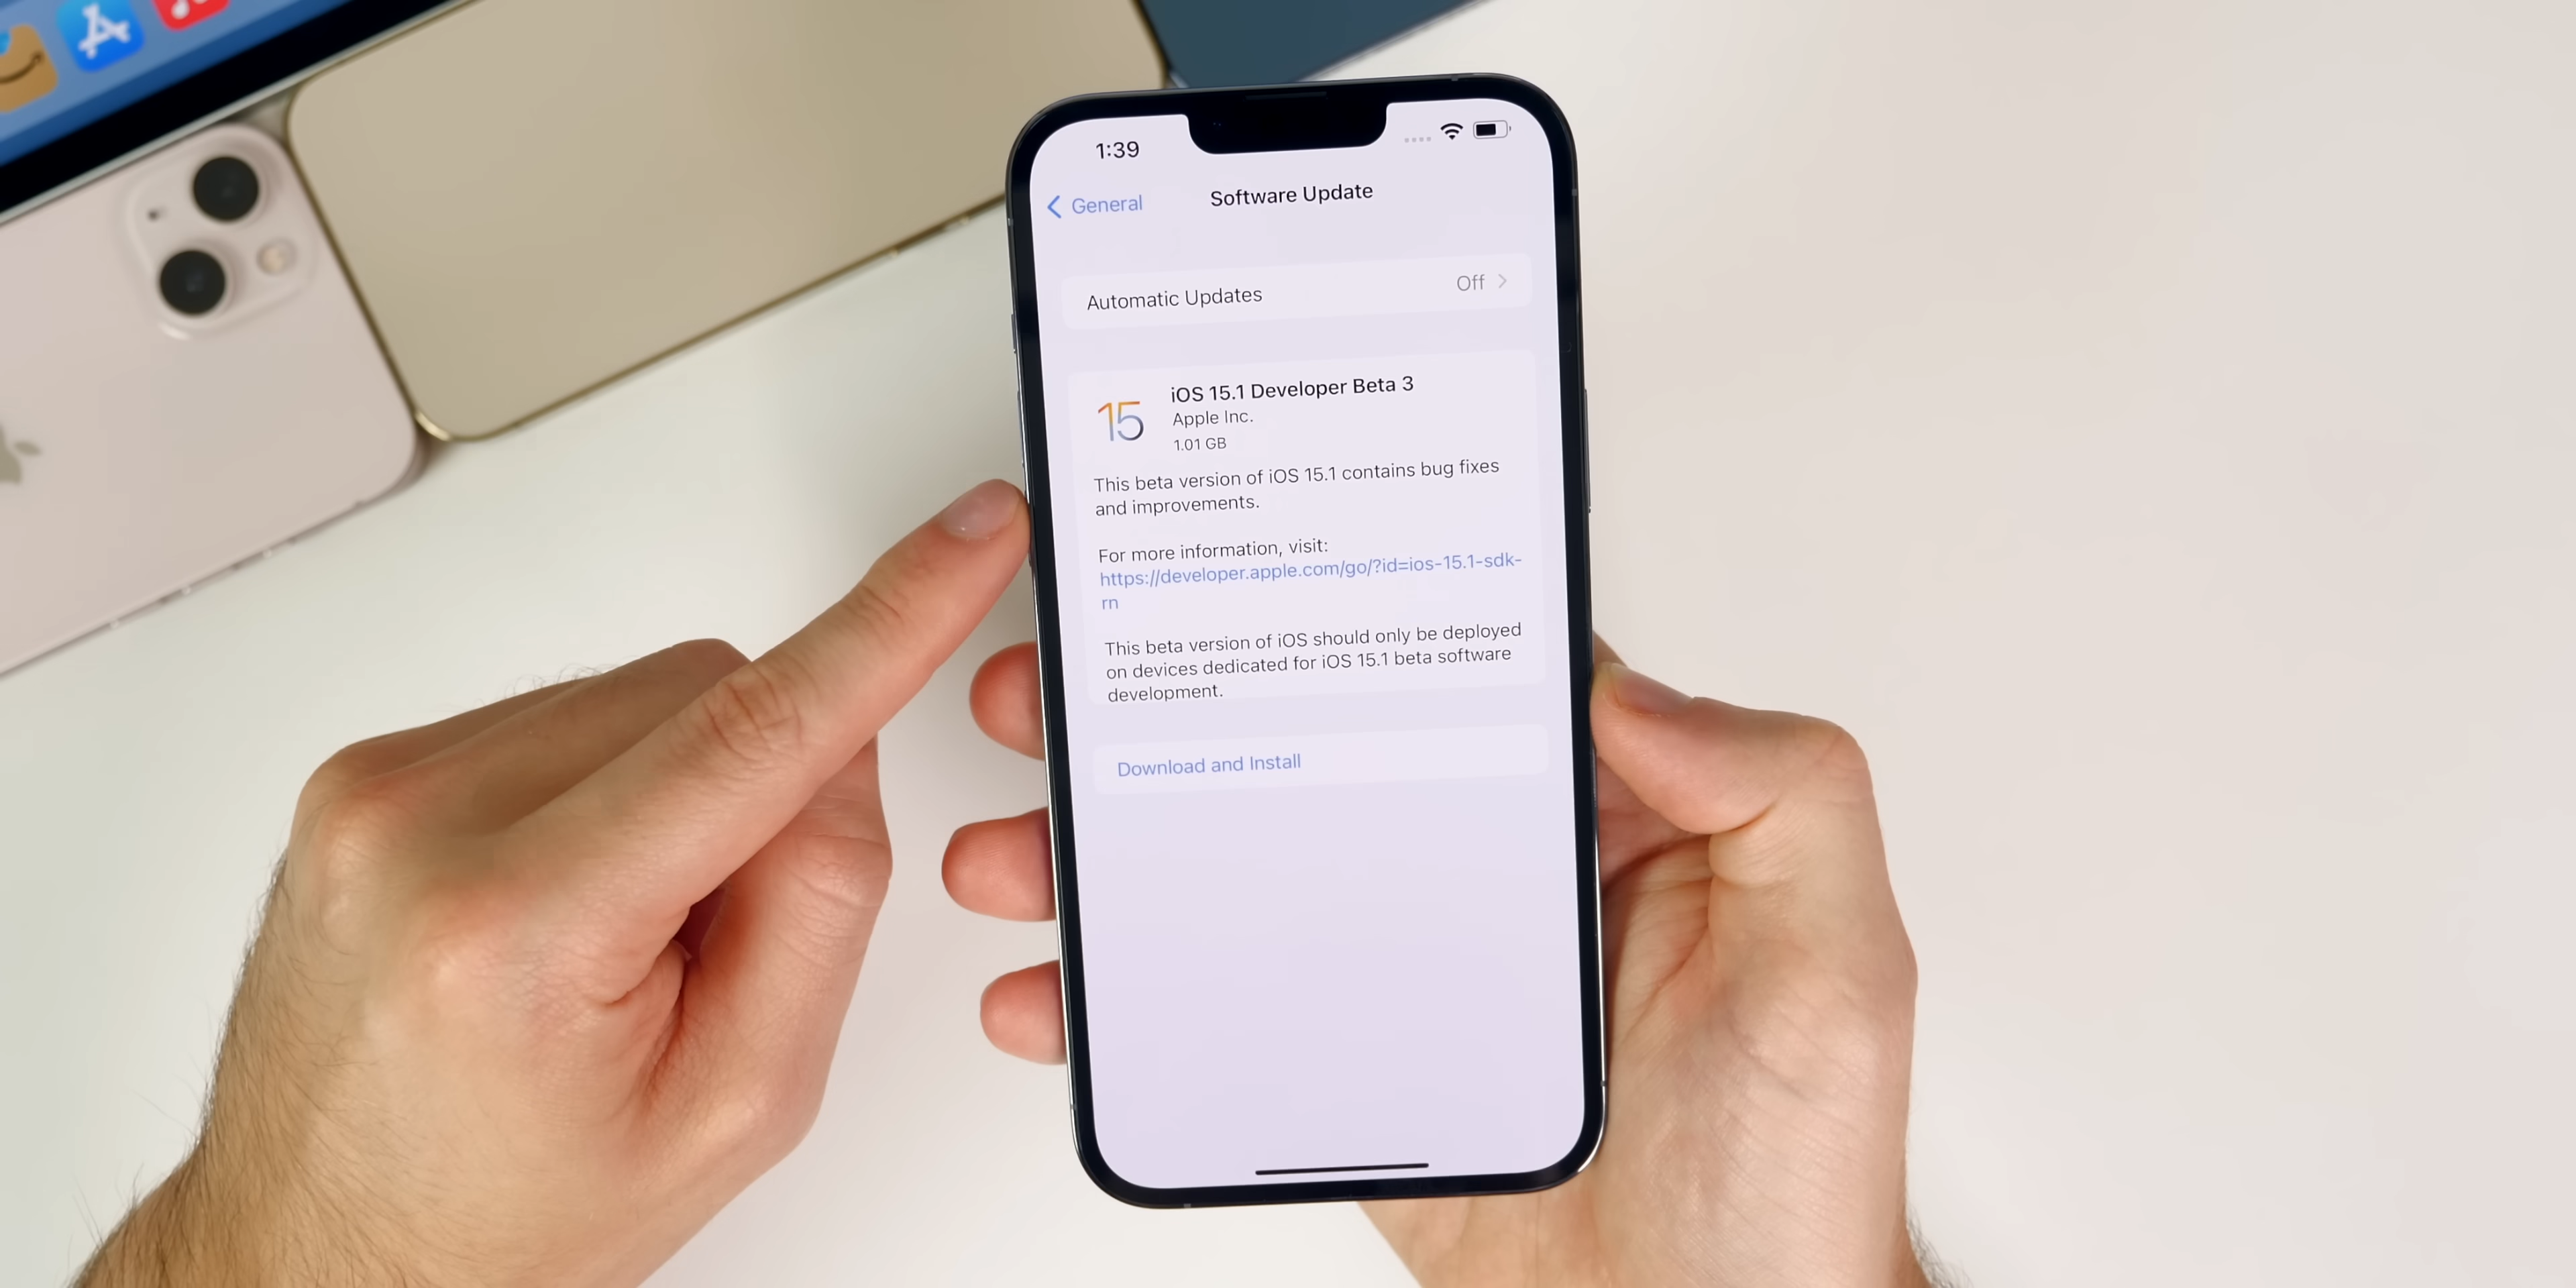 1:39
General
Software Update
Automatic Updates
Off
15
iOS 15.1 Developer Beta 3
Apple Inc.
1.01 GB
This beta version of iOS 15.1 contains bug fixes
and improvements.
For more information, visit:
https://developer.apple.com/go/?id=ios-15.1-sdk-
rn
This beta version of iOS should only be deployed
on devices dedicated for iOS 15.1 beta software
development.
Download and Install